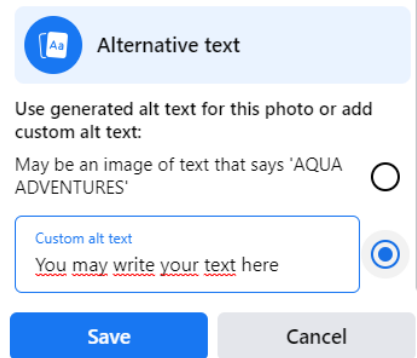 Aa
Alternative text
Use generated alt text for this photo or add
custom alt text:
May be an image of text that says 'AQUA
ADVENTURES'
Custom alt text
You may write your text here
Save
Cancel